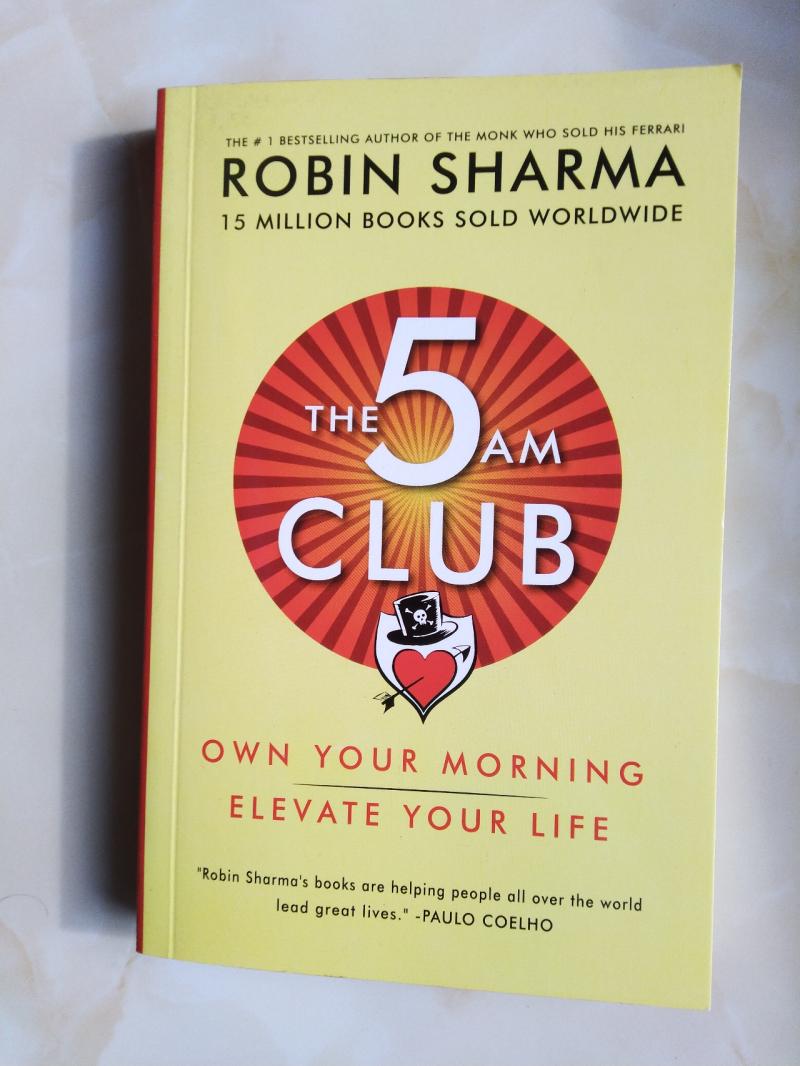 THE # 1 BESTSELLING AUTHOR OF THE MONK WHO SOLD HIS FERRARI
ROBIN SHARMA
15 MILLION BOOKS SOLD WORLDWIDE
THE 5 AM
CLUB
OWN YOUR MORNING
ELEVATE YOUR LIFE
"Robin Sharma's books are helping people all over the world
lead great lives." -PAULO COELHO